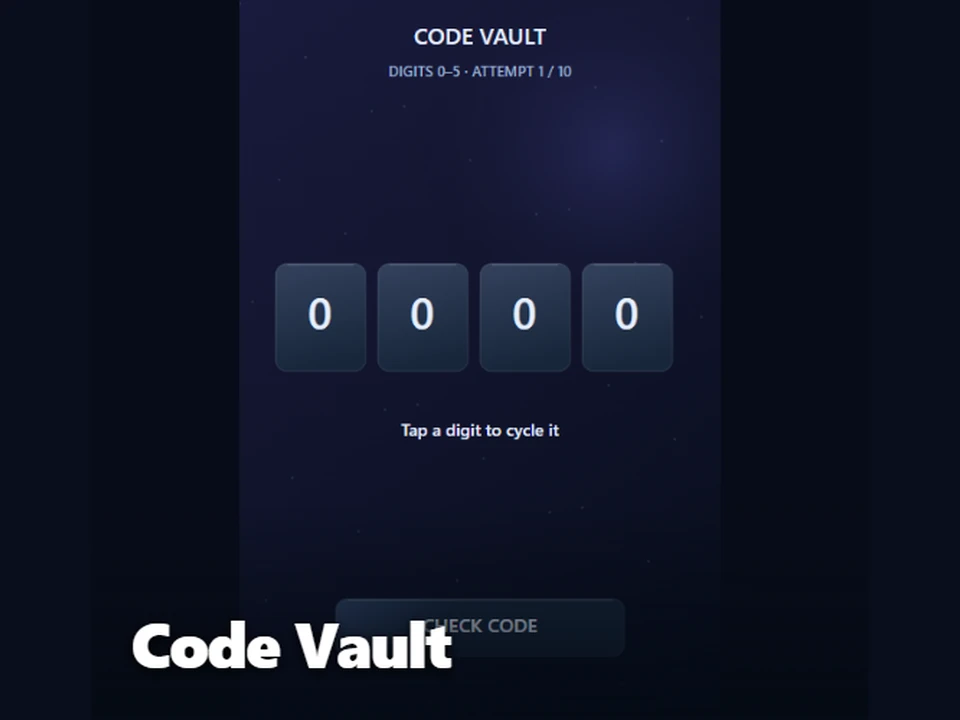 CODE VAULT
DIGITS 0–5 · ATTEMPT 1 / 10
0 0 0 0
Tap a digit to cycle it
CHECK CODE
Code Vault